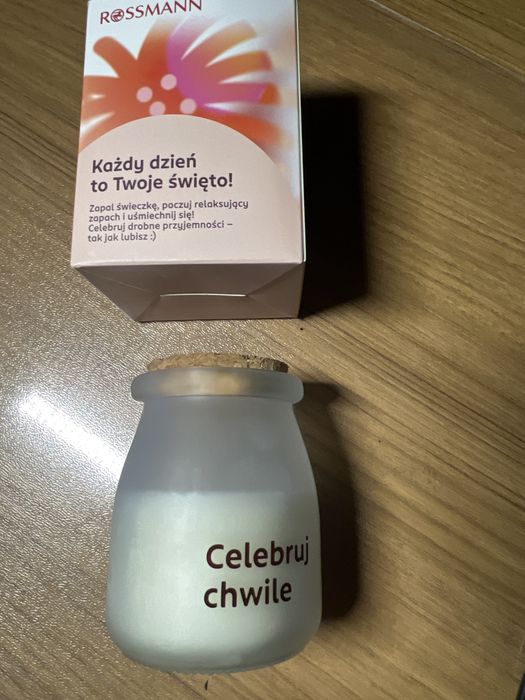 ROSSMANN
Każdy dzień
to Twoje święto!
Zapal świeczkę, poczuj relaksujący
zapach i uśmiechnij się!
Celebruj drobne przyjemności –
tak jak lubisz :)
Celebruj
chwile